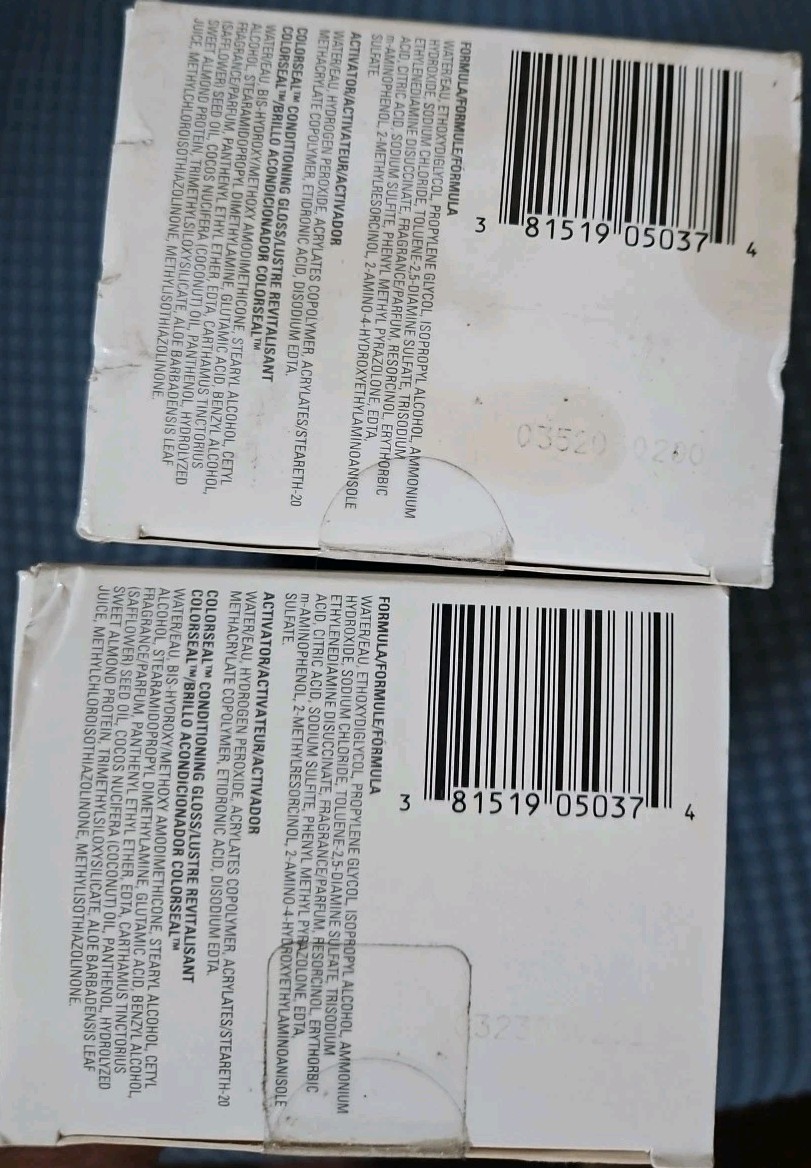 3 81519 05037 4
03520 0200
FORMULA/FORMULE/FÓRMULA
WATER/EAU, ETHOXYDIGLYCOL, PROPYLENE GLYCOL, ISOPROPYL ALCOHOL, AMMONIUM
HYDROXIDE, SODIUM CHLORIDE, TOLUENE-2,5-DIAMINE SULFATE, TRISODIUM
ETHYLENEDIAMINE DISUCCINATE, FRAGRANCE/PARFUM, RESORCINOL, ERYTHORBIC
ACID, CITRIC ACID, SODIUM SULFITE, PHENYL METHYL PYRAZOLONE, EDTA,
m-AMINOPHENOL, 2-METHYLRESORCINOL, 2-AMINO-4-HYDROXYETHYLAMINOANISOLE
SULFATE.
ACTIVATOR/ACTIVATEUR/ACTIVADOR
WATER/EAU, HYDROGEN PEROXIDE, ACRYLATES COPOLYMER, ACRYLATES/STEARETH-20
METHACRYLATE COPOLYMER, ETIDRONIC ACID, DISODIUM EDTA.
COLORSEAL™ CONDITIONING GLOSS/LUSTRE REVITALISANT
COLORSEAL™/BRILLO ACONDICIONADOR COLORSEAL™
WATER/EAU, BIS-HYDROXY/METHOXY AMODIMETHICONE, STEARYL ALCOHOL, CETYL
ALCOHOL, STEARAMIDOPROPYL DIMETHYLAMINE, GLUTAMIC ACID, BENZYL ALCOHOL,
FRAGRANCE/PARFUM, PANTHENYL ETHYL ETHER, EDTA, CARTHAMUS TINCTORIUS
(SAFFLOWER) SEED OIL, COCOS NUCIFERA (COCONUT) OIL, PANTHENOL, HYDROLYZED
SWEET ALMOND PROTEIN, TRIMETHYLSILOXYSILICATE, ALOE BARBADENSIS LEAF
JUICE, METHYLCHLOROISOTHIAZOLINONE, METHYLISOTHIAZOLINONE.
3 81519 05037 4
FORMULA/FORMULE/FÓRMULA
WATER/EAU, ETHOXYDIGLYCOL, PROPYLENE GLYCOL, ISOPROPYL ALCOHOL, AMMONIUM
HYDROXIDE, SODIUM CHLORIDE, TOLUENE-2,5-DIAMINE SULFATE, TRISODIUM
ETHYLENEDIAMINE DISUCCINATE, FRAGRANCE/PARFUM, RESORCINOL, ERYTHORBIC
ACID, CITRIC ACID, SODIUM SULFITE, PHENYL METHYL PYRAZOLONE, EDTA,
m-AMINOPHENOL, 2-METHYLRESORCINOL, 2-AMINO-4-HYDROXYETHYLAMINOANISOLE
SULFATE.
ACTIVATOR/ACTIVATEUR/ACTIVADOR
WATER/EAU, HYDROGEN PEROXIDE, ACRYLATES COPOLYMER, ACRYLATES/STEARETH-20
METHACRYLATE COPOLYMER, ETIDRONIC ACID, DISODIUM EDTA.
COLORSEAL™ CONDITIONING GLOSS/LUSTRE REVITALISANT
COLORSEAL™/BRILLO ACONDICIONADOR COLORSEAL™
WATER/EAU, BIS-HYDROXY/METHOXY AMODIMETHICONE, STEARYL ALCOHOL, CETYL
ALCOHOL, STEARAMIDOPROPYL DIMETHYLAMINE, GLUTAMIC ACID, BENZYL ALCOHOL,
FRAGRANCE/PARFUM, PANTHENYL ETHYL ETHER, EDTA, CARTHAMUS TINCTORIUS
(SAFFLOWER) SEED OIL, COCOS NUCIFERA (COCONUT) OIL, PANTHENOL, HYDROLYZED
SWEET ALMOND PROTEIN, TRIMETHYLSILOXYSILICATE, ALOE BARBADENSIS LEAF
JUICE, METHYLCHLOROISOTHIAZOLINONE, METHYLISOTHIAZOLINONE.